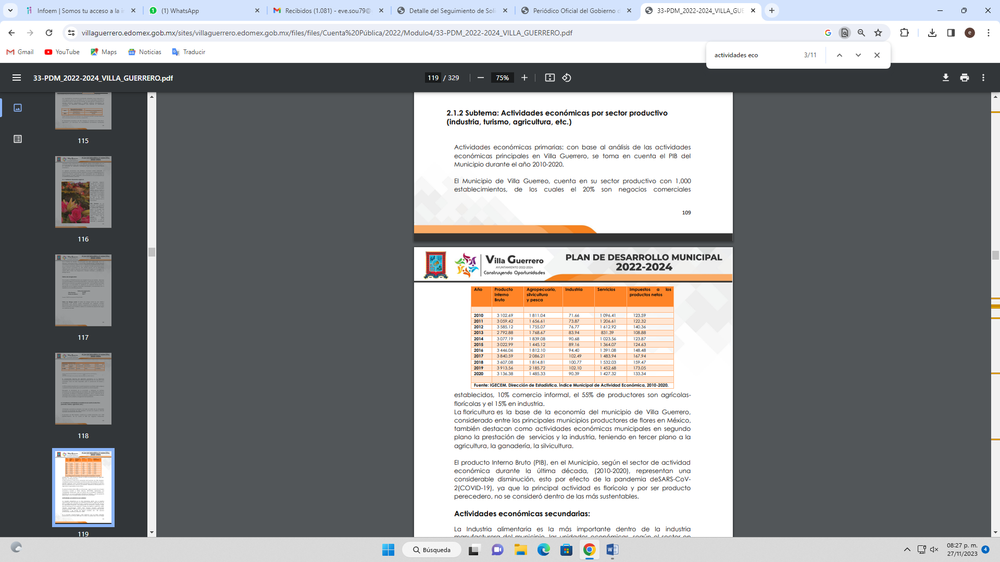 Infoem | Somos tu acceso a la i
(1) WhatsApp
Recibidos (1.081) - eve.sou79@
Detalle del Seguimiento de Soli
Periódico Oficial del Gobierno d
33-PDM_2022-2024_VILLA_GUE
villaguerrero.edomex.gob.mx/sites/villaguerrero.edomex.gob.mx/files/files/Cuenta%20Pública/2022/Modulo4/33-PDM_2022-2024_VILLA_GUERRERO.pdf
e
Gmail
YouTube
Maps
Noticias
Traducir
actividades eco
3/11
33-PDM_2022-2024_VILLA_GUERRERO.pdf
119 / 329
75%
115
116
117
118
119
2.1.2 Subtema: Actividades económicas por sector productivo
(industria, turismo, agricultura, etc.)
Actividades económicas primarias: con base al análisis de las actividades
económicas principales en Villa Guerrero, se toma en cuenta el PIB del
Municipio durante el año 2010-2020.
El Municipio de Villa Guerreo, cuenta en su sector productivo con 1,000
establecimientos, de los cuales el 20% son negocios comerciales
109
Villa Guerrero
AYUNTAMIENTO 2022-2024
Construyendo Oportunidades
PLAN DE DESARROLLO MUNICIPAL
2022-2024
Año Producto Interno Bruto Agropecuario, silvicultura y pesca Industria Servicios Impuestos a los productos netos
2010 3 102.69 1 811.04 71.66 1 096.41 123.59
2011 3 059.42 1 656.61 73.87 1 206.61 122.32
2012 3 585.12 1 755.07 76.77 1 612.92 140.36
2013 2 792.88 1 768.67 83.94 831.39 108.88
2014 3 077.19 1 839.08 90.68 1 023.56 123.87
2015 3 022.99 1 445.12 89.16 1 364.07 124.63
2016 3 446.06 1 812.10 94.40 1 391.08 148.48
2017 3 840.59 2 086.21 102.49 1 483.94 167.94
2018 3 607.08 1 814.81 100.77 1 532.03 159.47
2019 3 913.56 2 185.72 102.10 1 452.68 173.05
2020 3 136.38 1 485.33 90.39 1 427.32 133.34
Fuente: IGECEM. Dirección de Estadística. Índice Municipal de Actividad Económica, 2010-2020.
establecidos, 10% comercio informal, el 55% de productores son agrícolas-
florícolas y el 15% en industria.
La floricultura es la base de la economía del municipio de Villa Guerrero,
considerado entre los principales municipios productores de flores en México,
también destacan como actividades económicas municipales en segundo
plano la prestación de servicios y la industria, teniendo en tercer plano a la
agricultura, la ganadería, la silvicultura.
El producto Interno Bruto (PIB), en el Municipio, según el sector de actividad
económica durante la última década, (2010-2020), representan una
considerable disminución, esto por efecto de la pandemia deSARS-CoV-
2(COVID-19), ya que la principal actividad es florícola y por ser producto
perecedero, no se consideró dentro de las más sustentables.
Actividades económicas secundarias:
La Industria alimentaria es la más importante dentro de la industria
manufacturera del municipio, las unidades económicas, según el sector en
Búsqueda
08:27 p. m.
27/11/2023
4